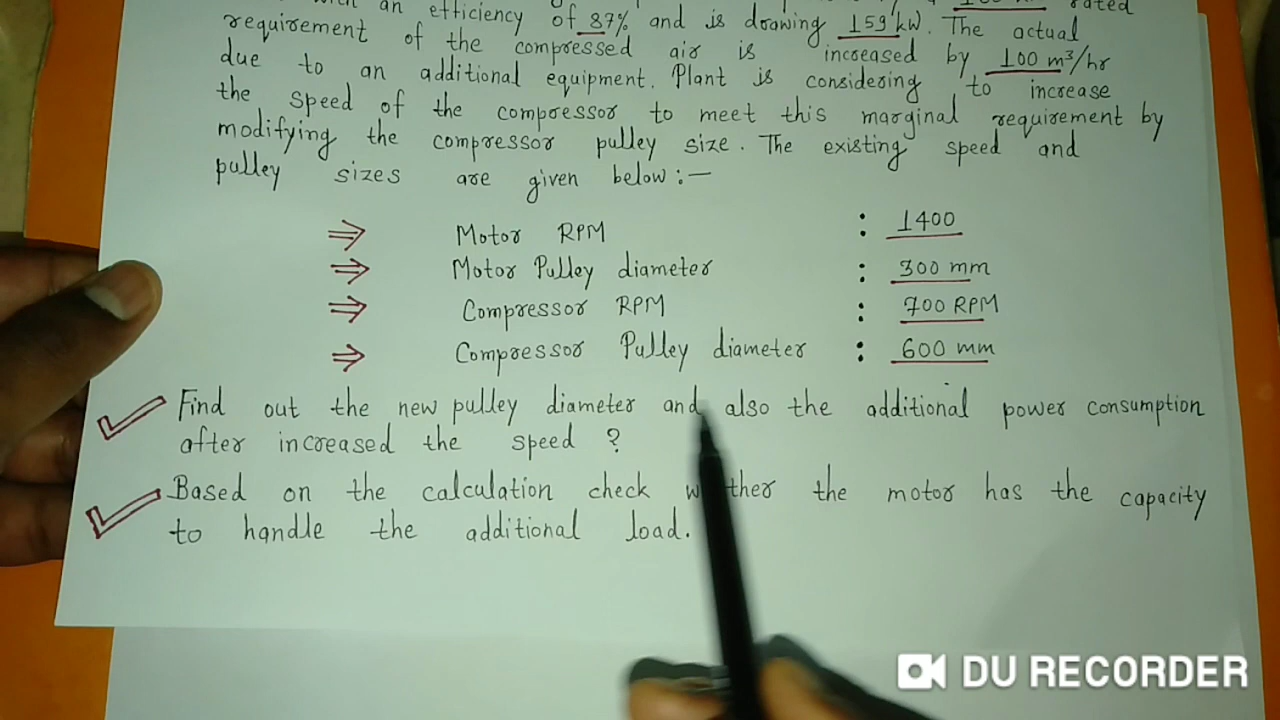 an efficiency of 87% and is drawing 159 kW. The actual rated
requirement of the compressed air is increased by 100 m³/hr
due to an additional equipment. Plant is considering to increase
the speed of the compressor to meet this marginal requirement by
modifying the compressor pulley size. The existing speed and
pulley sizes are given below:—
⇒ Motor RPM : 1400
⇒ Motor Pulley diameter : 300 mm
⇒ Compressor RPM : 700 RPM
⇒ Compressor Pulley diameter : 600 mm
Find out the new pulley diameter and also the additional power consumption
after increased the speed ?
Based on the calculation check whether the motor has the capacity
to handle the additional load.
DU RECORDER